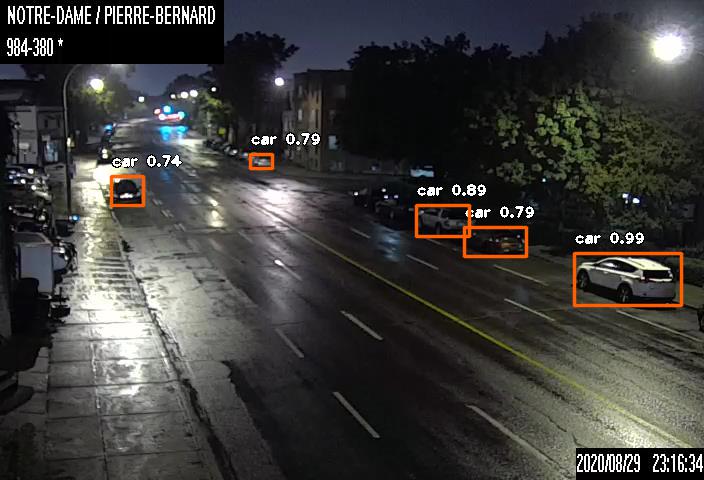 NOTRE-DAME / PIERRE-BERNARD
984-380 *
car 0.79
car 0.74
car 0.89
car 0.79
car 0.99
2020/08/29 23:16:34